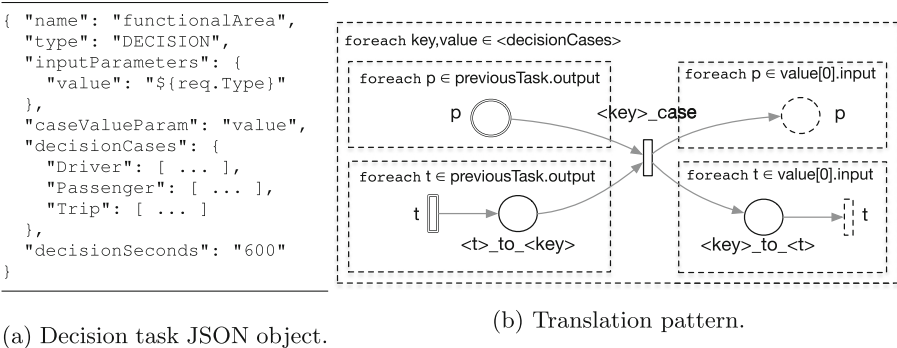 { "name": "functionalArea",
"type": "DECISION",
"inputParameters": {
"value": "${req.Type}"
},
"caseValueParam": "value",
"decisionCases": {
"Driver": [ ... ],
"Passenger": [ ... ],
"Trip": [ ... ]
},
"decisionSeconds": "600"
}
(a) Decision task JSON object.
foreach key,value ∈ <decisionCases>
foreach p ∈ previousTask.output
p
foreach p ∈ value[0].input
p
<key>_case
foreach t ∈ previousTask.output
t
<t>_to_<key>
foreach t ∈ value[0].input
t
<key>_to_<t>
(b) Translation pattern.